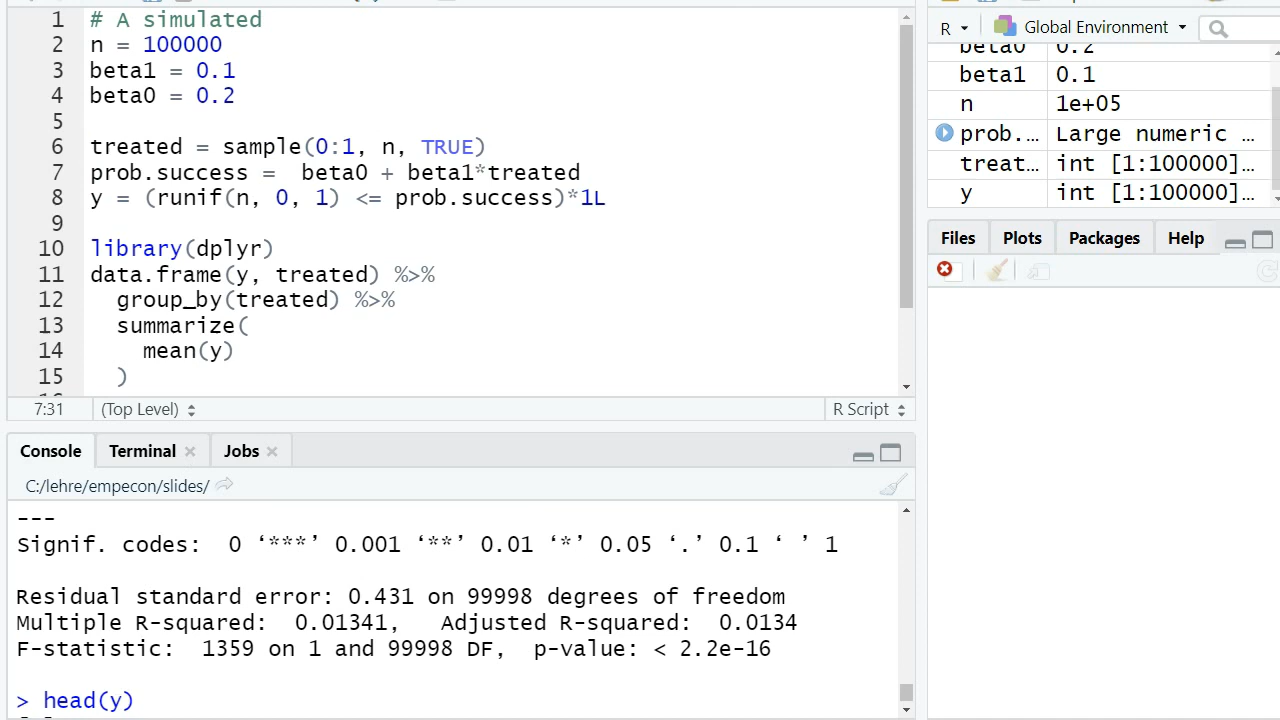 1 # A simulated
2 n = 100000
3 beta1 = 0.1
4 beta0 = 0.2
5
6 treated = sample(0:1, n, TRUE)
7 prob.success =  beta0 + beta1*treated
8 y = (runif(n, 0, 1) <= prob.success)*1L
9
10 library(dplyr)
11 data.frame(y, treated) %>%
12   group_by(treated) %>%
13   summarize(
14     mean(y)
15   )
7:31 (Top Level) R Script
Console Terminal Jobs
C:/lehre/empecon/slides/
---
Signif. codes:  0 ‘***’ 0.001 ‘**’ 0.01 ‘*’ 0.05 ‘.’ 0.1 ‘ ’ 1
Residual standard error: 0.431 on 99998 degrees of freedom
Multiple R-squared:  0.01341,   Adjusted R-squared:  0.0134
F-statistic:  1359 on 1 and 99998 DF,  p-value: < 2.2e-16
> head(y)
R Global Environment
beta0 0.2
beta1 0.1
n 1e+05
prob.… Large numeric …
treat… int [1:100000]…
y int [1:100000]…
Files Plots Packages Help